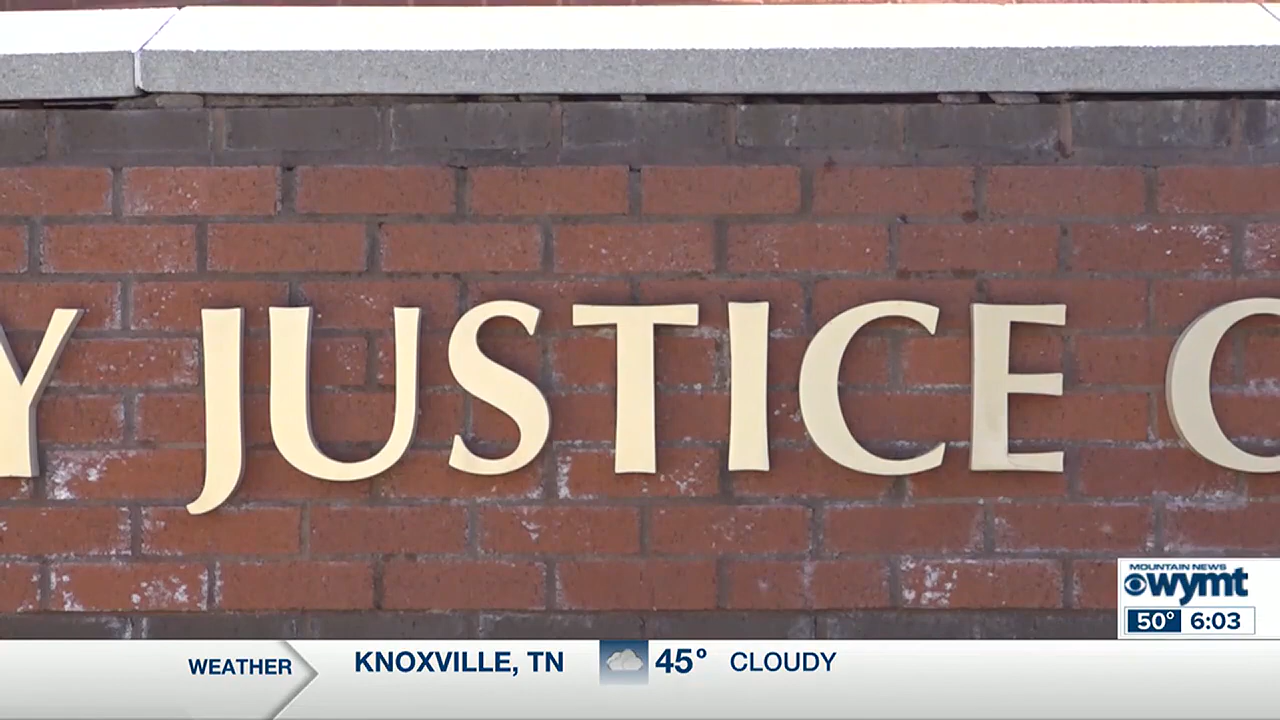 Y JUSTICE C
MOUNTAIN NEWS
wymt
50° 6:03
WEATHER KNOXVILLE, TN 45° CLOUDY